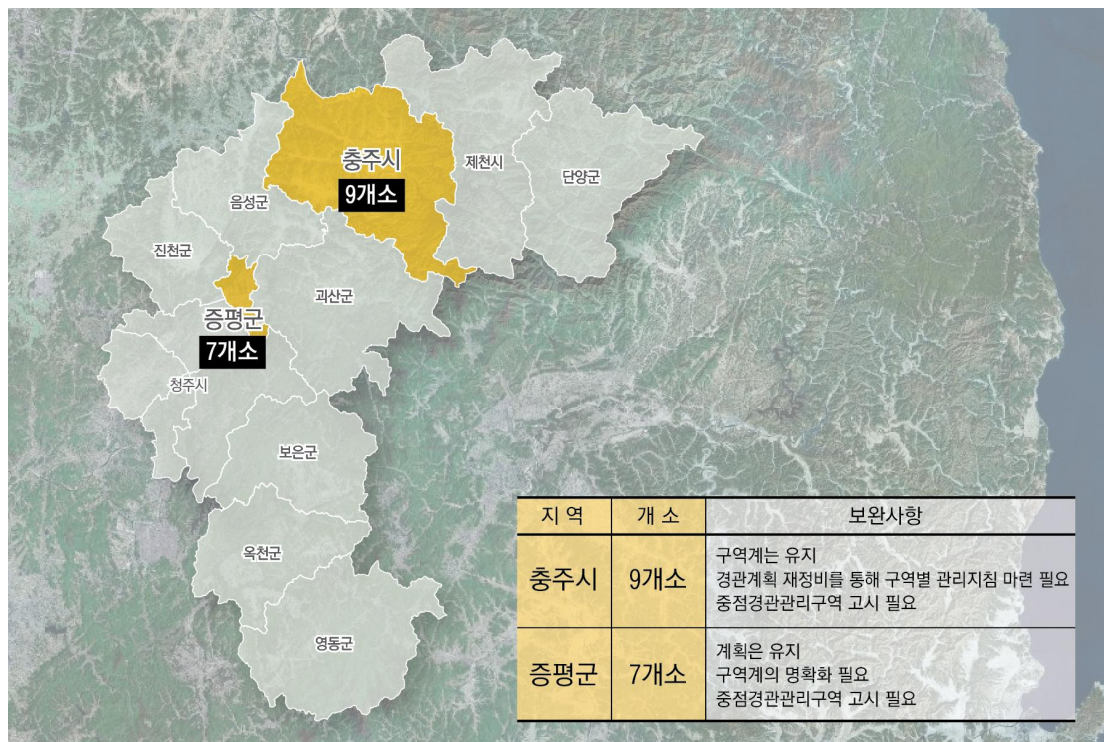 충주시
9개소
제천시
단양군
음성군
진천군
괴산군
증평군
7개소
청주시
보은군
옥천군
영동군
지 역 개 소 보완사항
충주시 9개소
구역계는 유지
경관계획 재정비를 통해 구역별 관리지침 마련 필요
중점경관관리구역 고시 필요
증평군 7개소
계획은 유지
구역계의 명확화 필요
중점경관관리구역 고시 필요